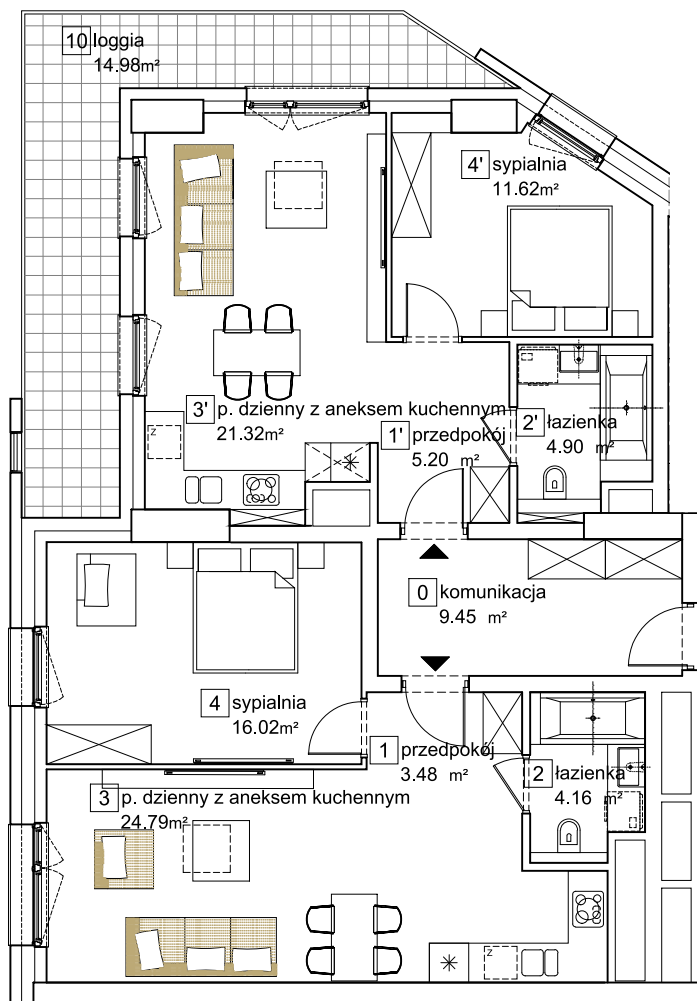 10 loggia
14.98m²
4' sypialnia
11.62m²
3' p. dzienny z aneksem kuchennym
21.32m²
1' przedpokój
5.20 m²
2' łazienka
4.90 m²
z
0 komunikacja
9.45 m²
4 sypialnia
16.02m²
1 przedpokój
3.48 m²
2 łazienka
4.16 m²
3 p. dzienny z aneksem kuchennym
24.79m²
z